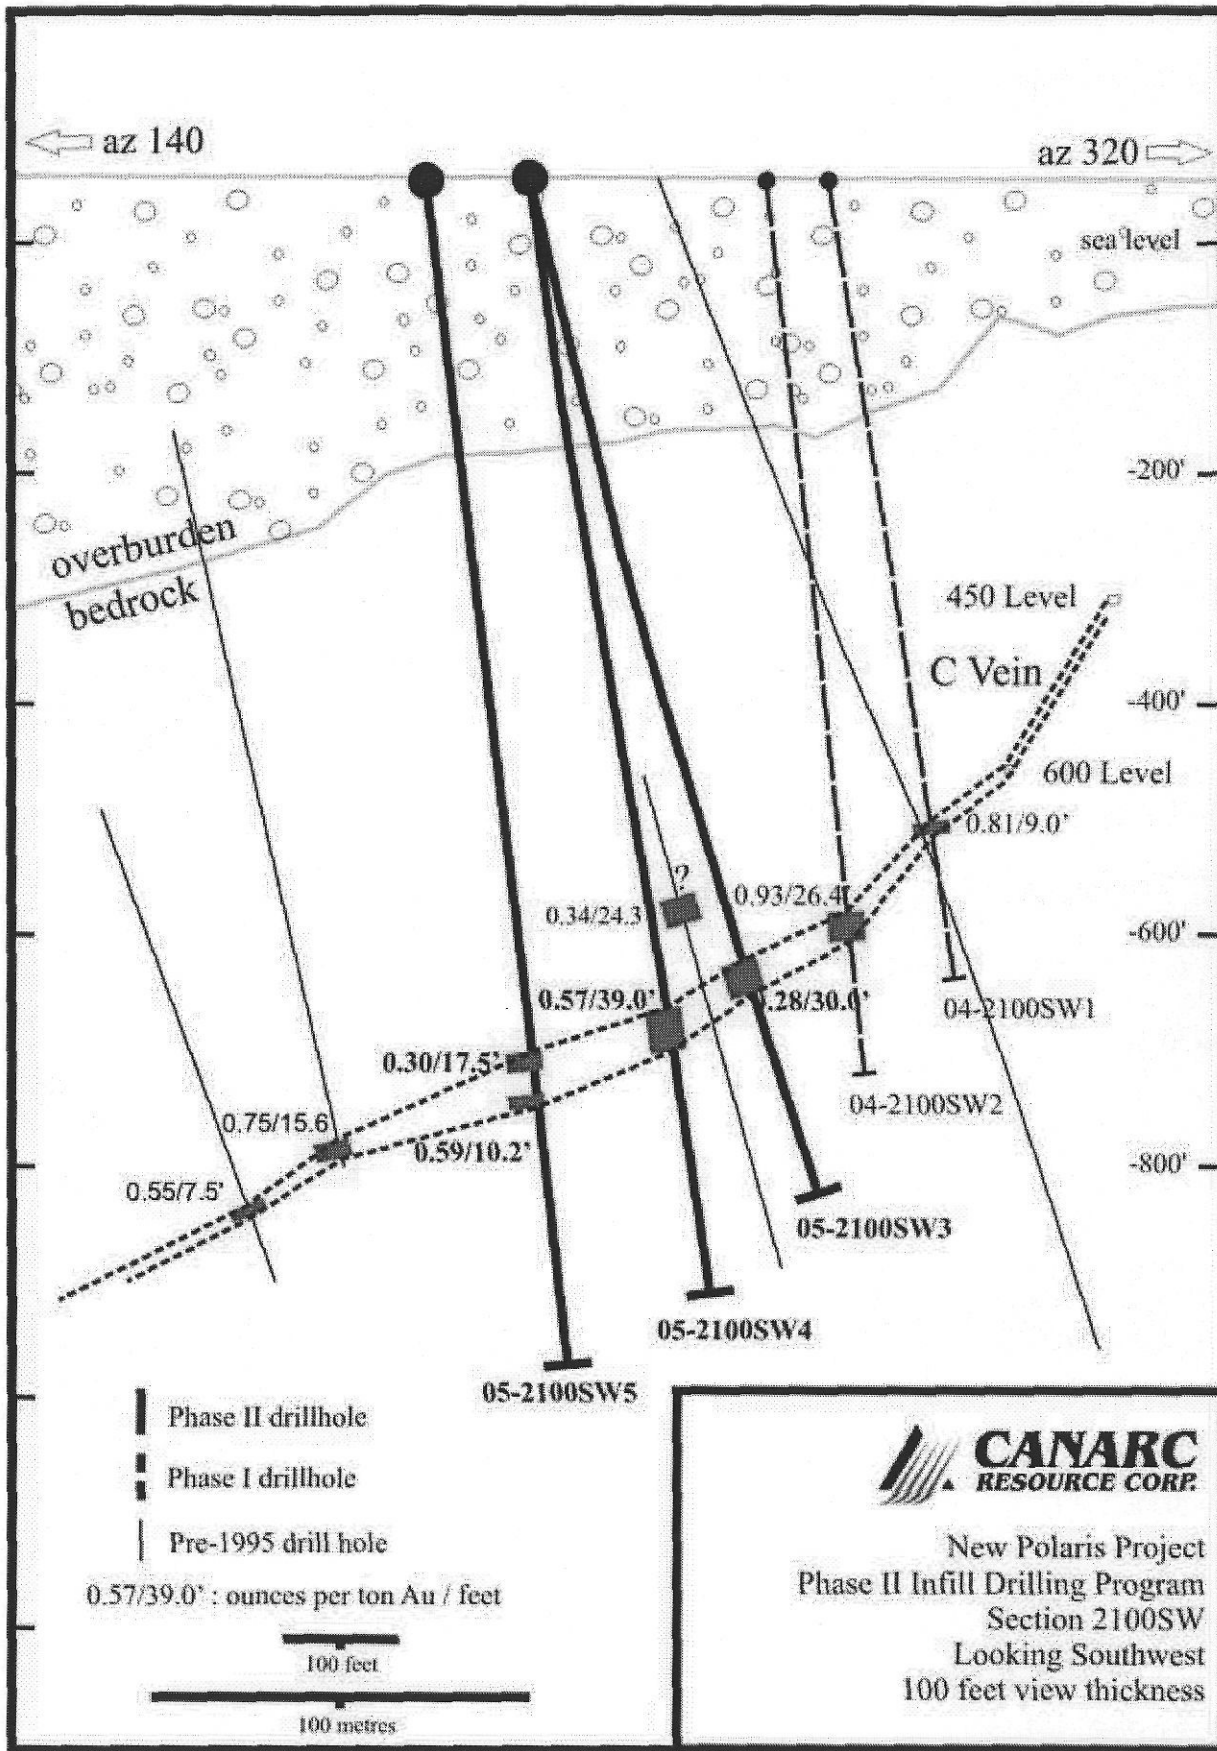 az 140
az 320
sea level
-200'
overburden
bedrock
450 Level
C Vein
-400'
600 Level
0.81/9.0'
?
0.93/26.4'
0.34/24.3'
-600'
0.57/39.0'
.28/30.0'
04-2100SW1
0.30/17.5'
04-2100SW2
0.75/15.6
0.59/10.2'
-800'
0.55/7.5'
05-2100SW3
05-2100SW4
05-2100SW5
Phase II drillhole
Phase I drillhole
Pre-1995 drill hole
0.57/39.0' : ounces per ton Au / feet
100 feet
100 metres
CANARC
RESOURCE CORP.
New Polaris Project
Phase II Infill Drilling Program
Section 2100SW
Looking Southwest
100 feet view thickness